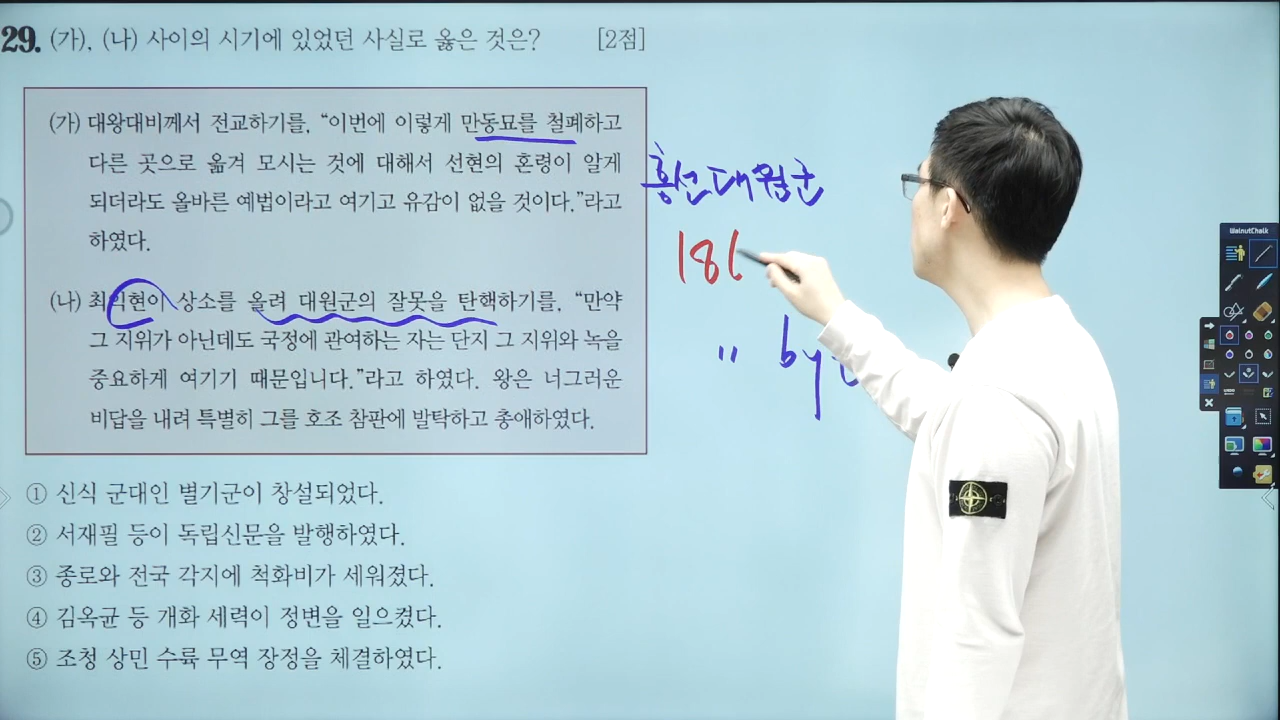 29. (가), (나) 사이의 시기에 있었던 사실로 옳은 것은? [2점]
(가) 대왕대비께서 전교하기를, “이번에 이렇게 만동묘를 철폐하고
다른 곳으로 옮겨 모시는 것에 대해서 선현의 혼령이 알게
되더라도 올바른 예법이라고 여기고 유감이 없을 것이다.”라고
하였다.
(나) 최익현이 상소를 올려 대원군의 잘못을 탄핵하기를, “만약
그 지위가 아닌데도 국정에 관여하는 자는 단지 그 지위와 녹을
중요하게 여기기 때문입니다.”라고 하였다. 왕은 너그러운
비답을 내려 특별히 그를 호조 참판에 발탁하고 총애하였다.
① 신식 군대인 별기군이 창설되었다.
② 서재필 등이 독립신문을 발행하였다.
③ 종로와 전국 각지에 척화비가 세워졌다.
④ 김옥균 등 개화 세력이 정변을 일으켰다.
⑤ 조청 상민 수륙 무역 장정을 체결하였다.
흥선대원군
186
" by
WalnutChalk